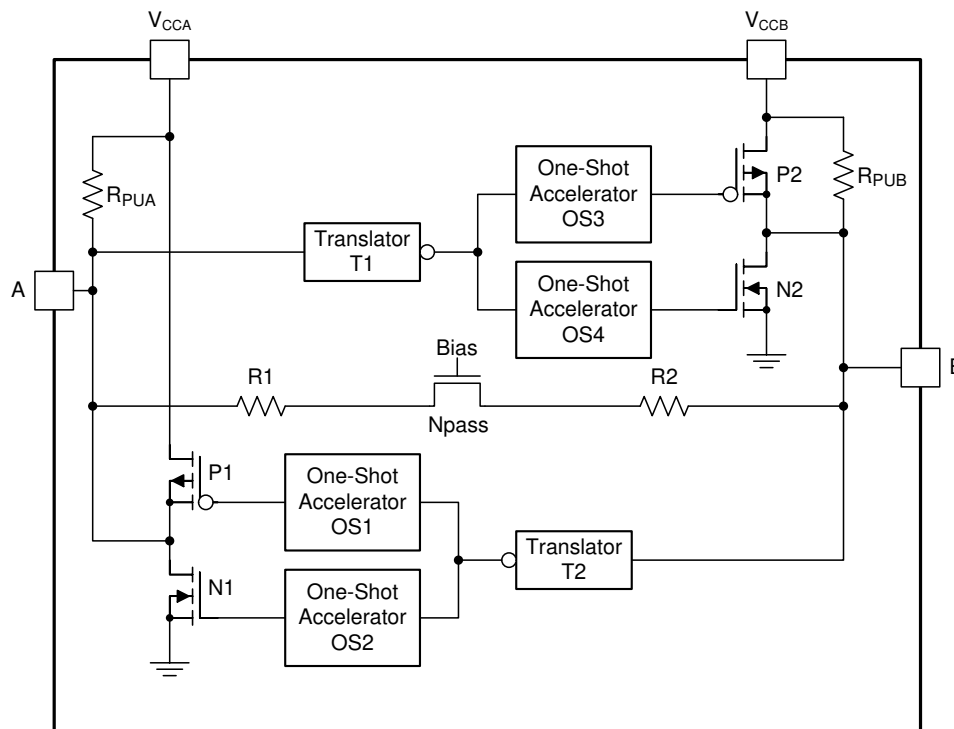 VCCA
VCCB
RPUA
One-Shot
Accelerator
OS3
P2
RPUB
Translator
T1
A
One-Shot
Accelerator
OS4
N2
Bias
R1
R2
Npass
P1
One-Shot
Accelerator
OS1
Translator
T2
N1
One-Shot
Accelerator
OS2